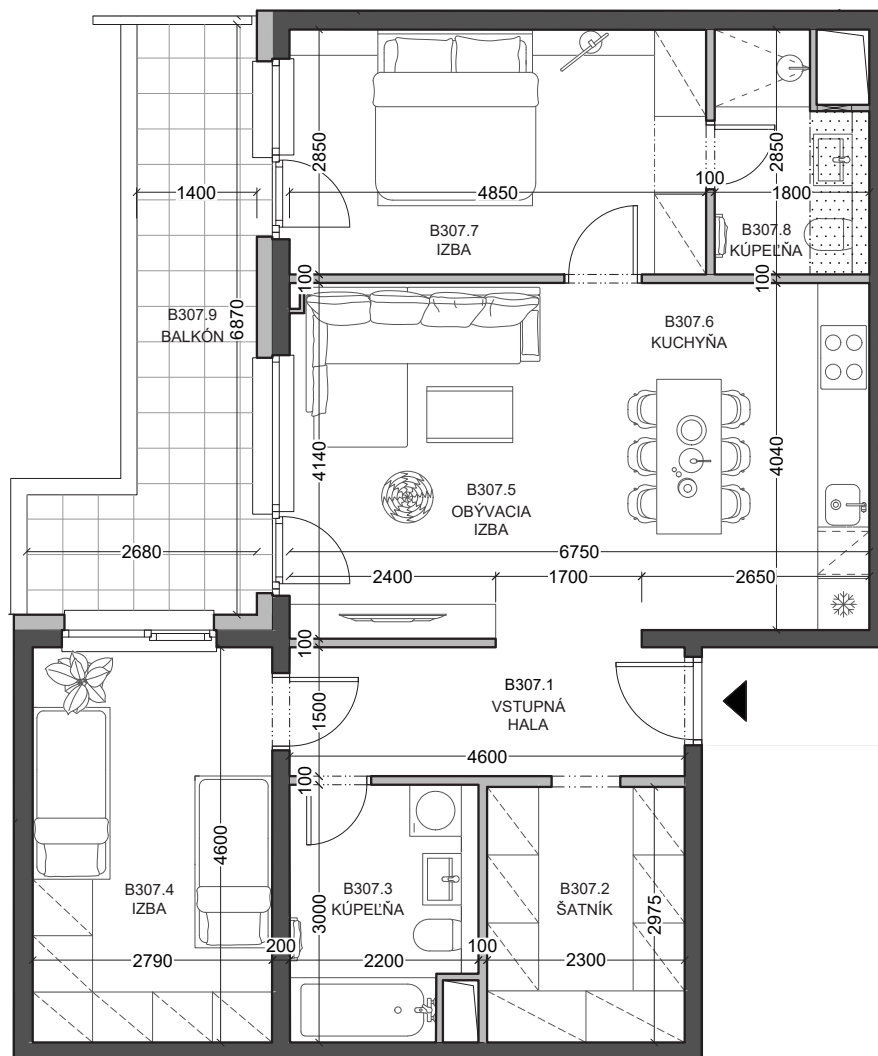 2850
2850
1400
4850
100
1800
B307.7
IZBA
B307.8
KÚPEĽŇA
100
100
B307.9
BALKÓN
6870
B307.6
KUCHYŇA
4140
4040
B307.5
OBÝVACIA
IZBA
2680
6750
2400
1700
2650
100
B307.1
VSTUPNÁ
HALA
1500
4600
100
4600
B307.4
IZBA
B307.3
KÚPEĽŇA
B307.2
ŠATNÍK
3000
2975
2790
200
2200
100
2300